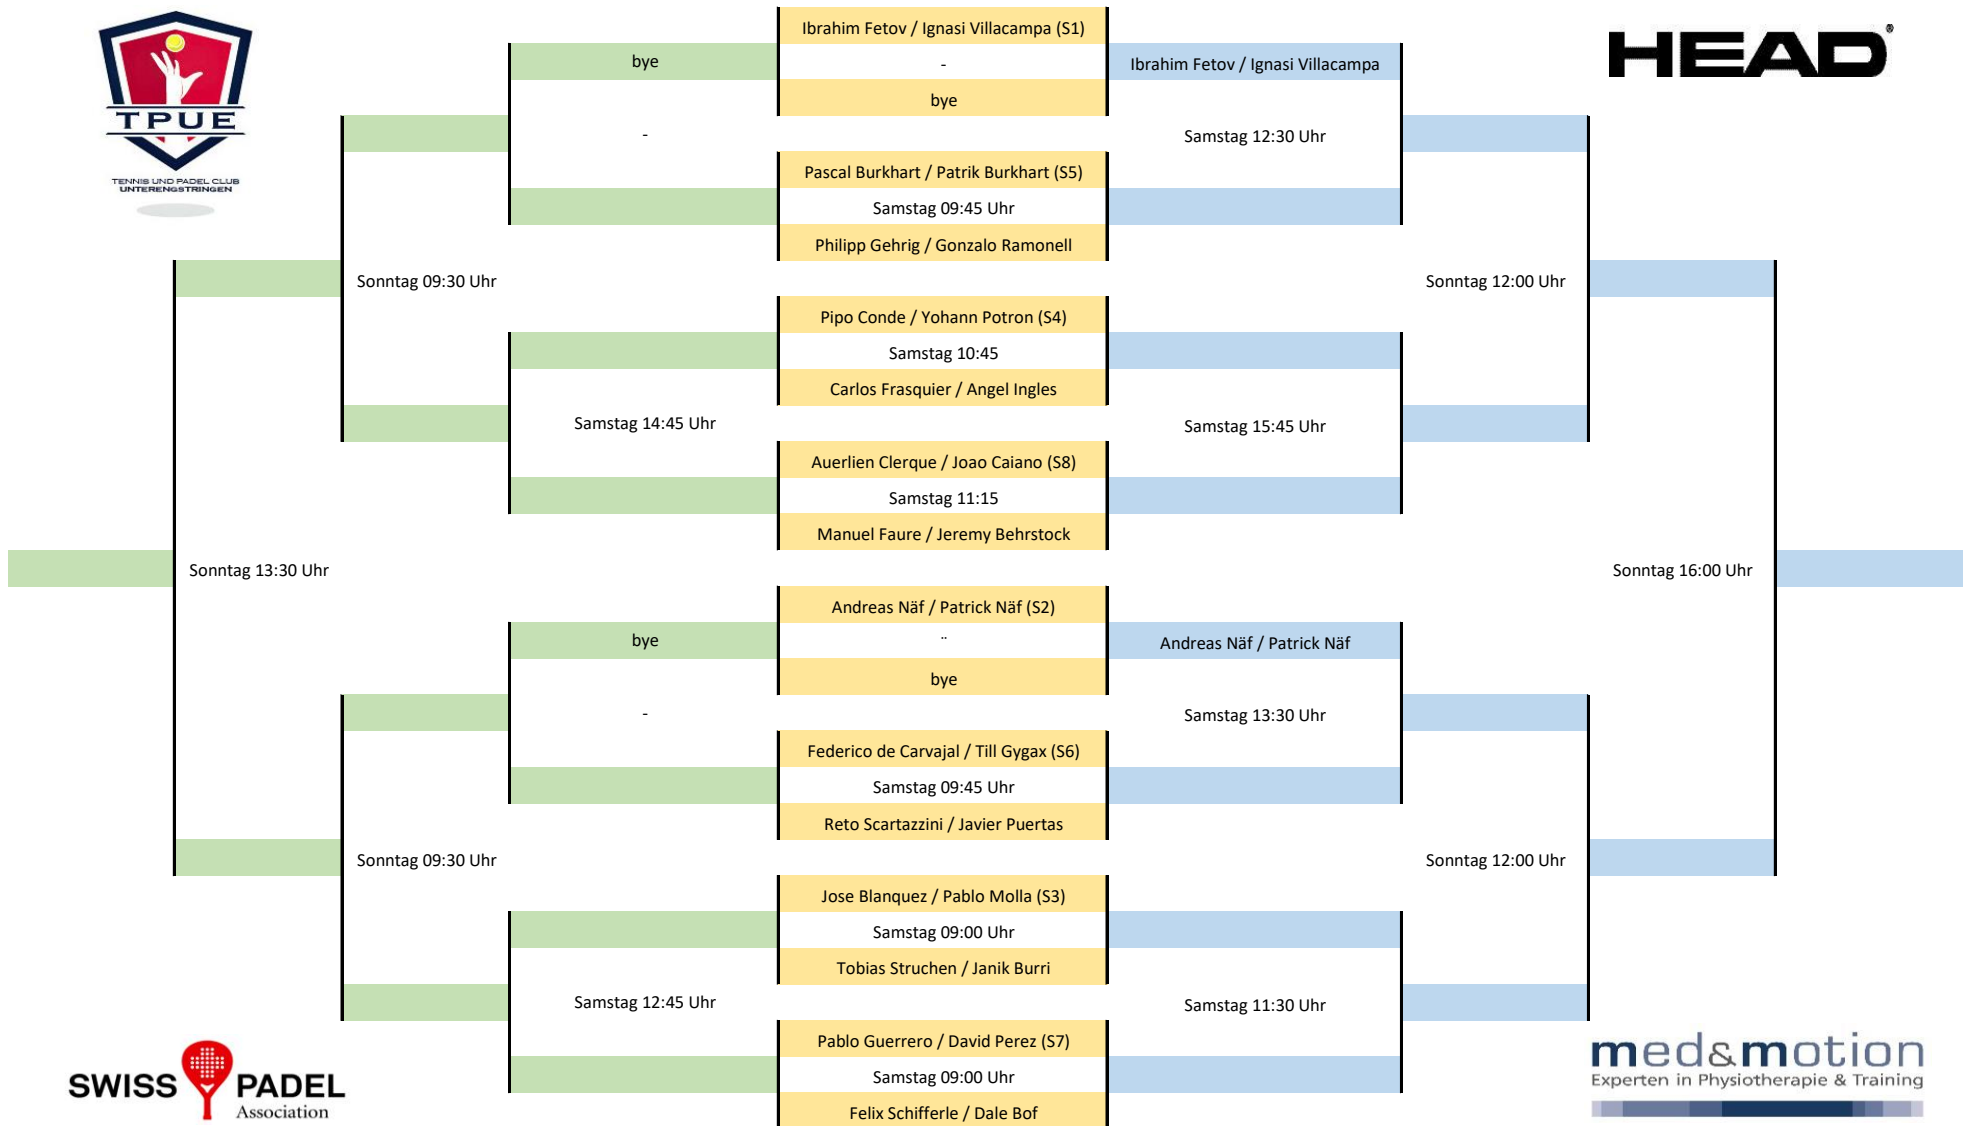 Ibrahim Fetov / Ignasi Villacampa (S1)
HEAD®
bye
-
Ibrahim Fetov / Ignasi Villacampa
bye
TPUE
-
Samstag 12:30 Uhr
Pascal Burkhart / Patrik Burkhart (S5)
TENNIS UND PADEL CLUB
UNTERENGSTRINGEN
Samstag 09:45 Uhr
Philipp Gehrig / Gonzalo Ramonell
Sonntag 09:30 Uhr
Sonntag 12:00 Uhr
Pipo Conde / Yohann Potron (S4)
Samstag 10:45
Carlos Frasquier / Angel Ingles
Samstag 14:45 Uhr
Samstag 15:45 Uhr
Auerlien Clerque / Joao Caiano (S8)
Samstag 11:15
Manuel Faure / Jeremy Behrstock
Sonntag 13:30 Uhr
Sonntag 16:00 Uhr
Andreas Näf / Patrick Näf (S2)
bye
¨
Andreas Näf / Patrick Näf
bye
-
Samstag 13:30 Uhr
Federico de Carvajal / Till Gygax (S6)
Samstag 09:45 Uhr
Reto Scartazzini / Javier Puertas
Sonntag 09:30 Uhr
Sonntag 12:00 Uhr
Jose Blanquez / Pablo Molla (S3)
Samstag 09:00 Uhr
Tobias Struchen / Janik Burri
Samstag 12:45 Uhr
Samstag 11:30 Uhr
Pablo Guerrero / David Perez (S7)
Samstag 09:00 Uhr
Felix Schifferle / Dale Bof
SWISS PADEL
Association
med&motion
Experten in Physiotherapie & Training